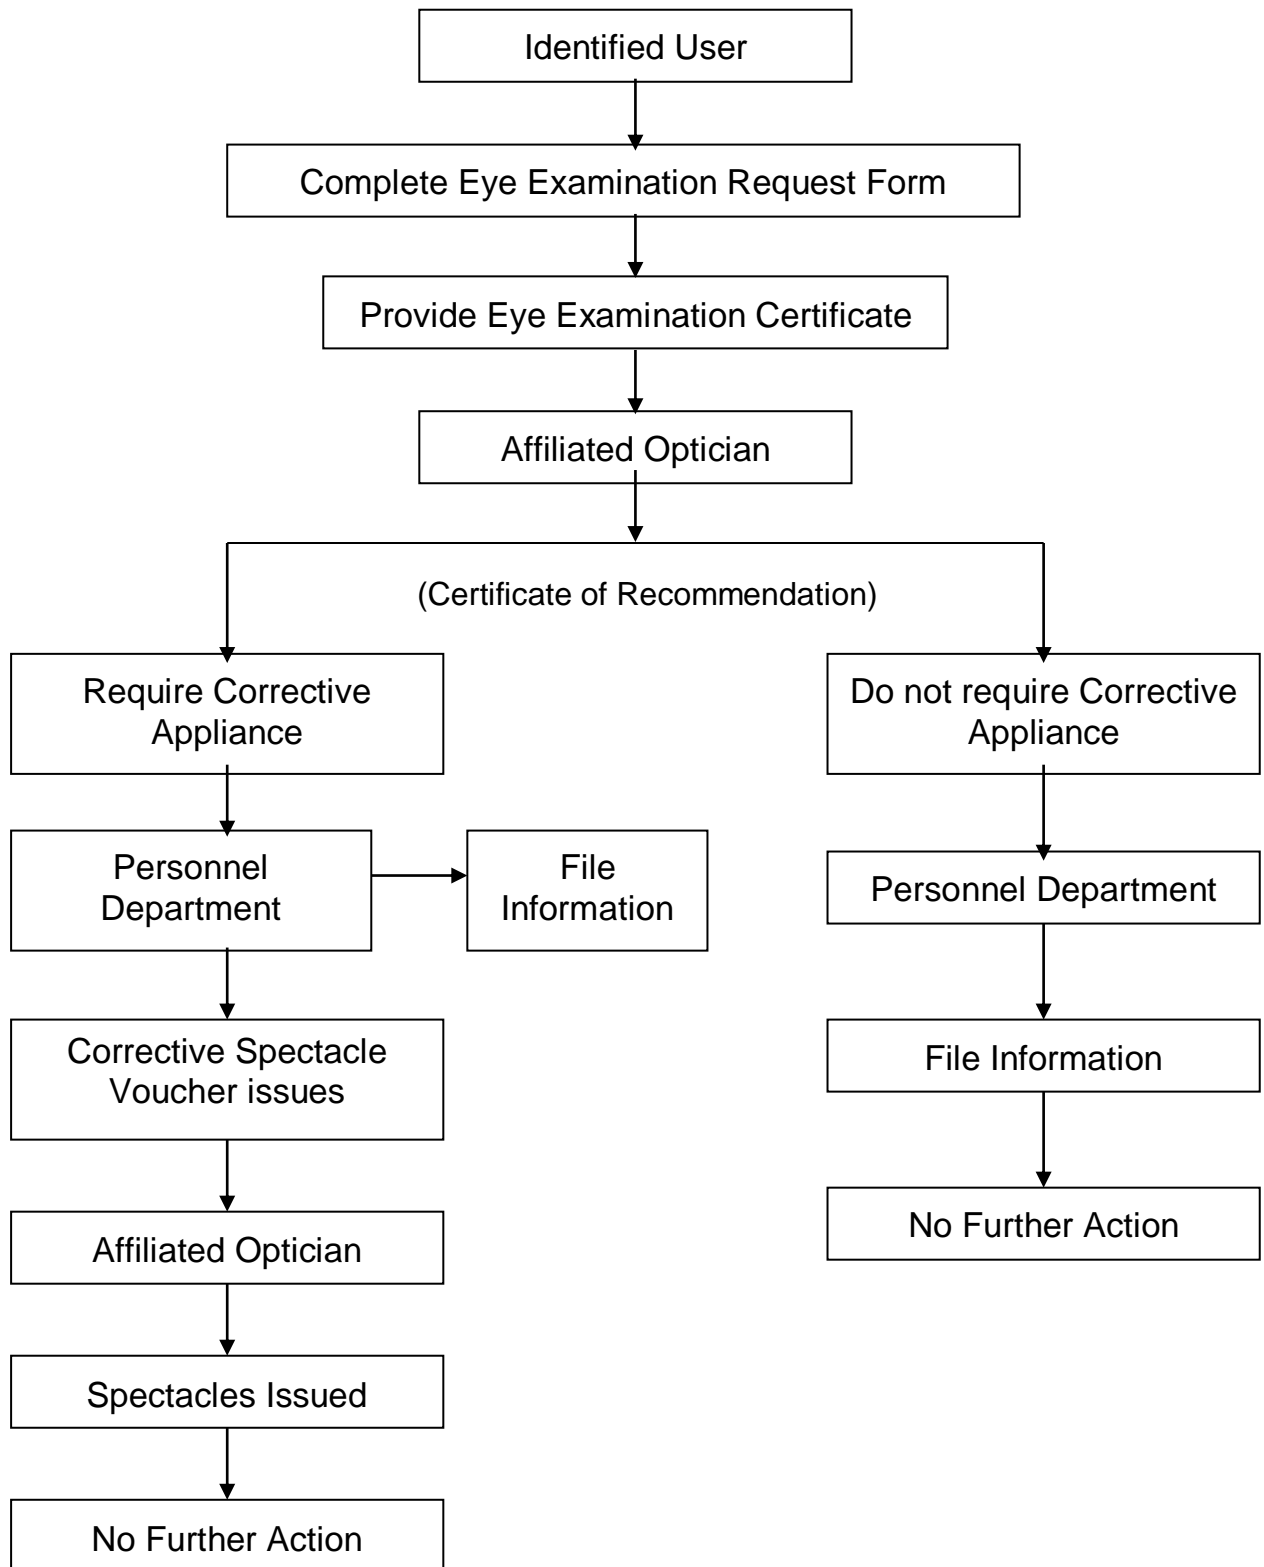 Identified User
Complete Eye Examination Request Form
Provide Eye Examination Certificate
Affiliated Optician
(Certificate of Recommendation)
Require Corrective
Appliance
Do not require Corrective
Appliance
Personnel
Department
File
Information
Personnel Department
Corrective Spectacle
Voucher issues
File Information
Affiliated Optician
No Further Action
Spectacles Issued
No Further Action